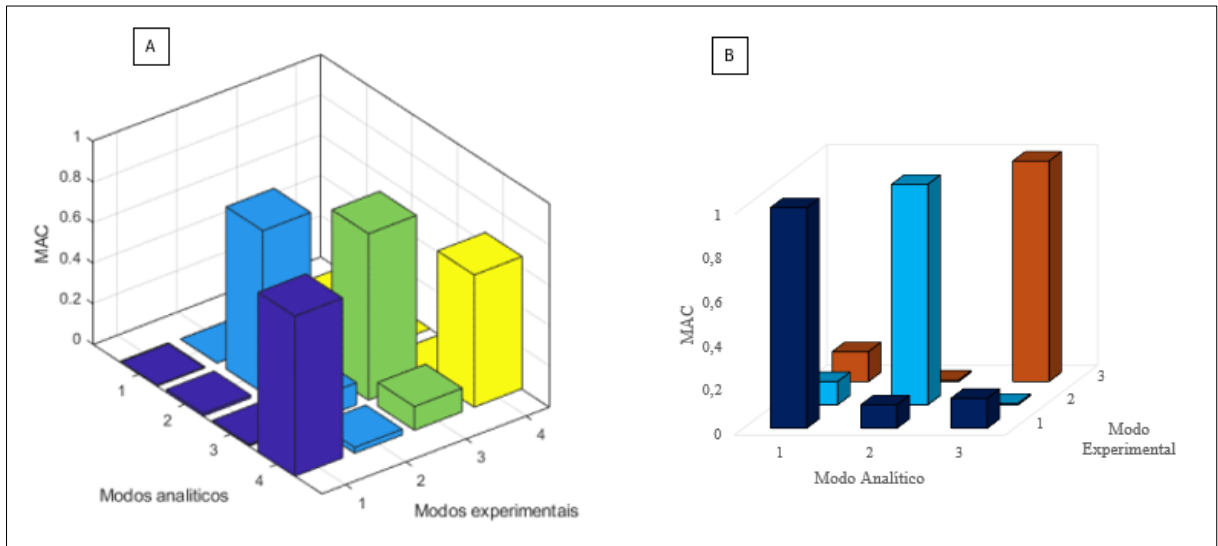 A
1
0.8
0.6
0.4
0.2
0
MAC
1
2
3
4
Modos analiticos
1
2
3
4
Modos experimentais
B
1
0,8
0,6
0,4
0,2
0
MAC
1
2
3
Modo Analítico
1
2
3
Modo
Experimental